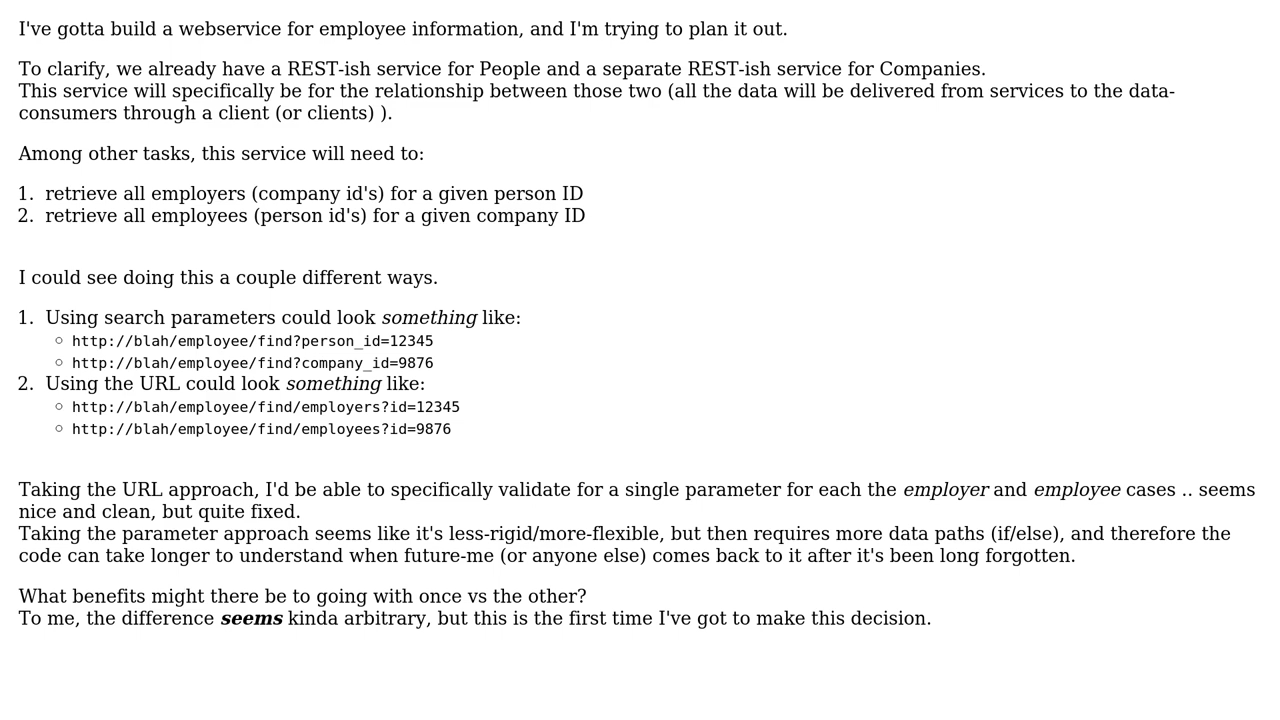 I've gotta build a webservice for employee information, and I'm trying to plan it out.
To clarify, we already have a REST-ish service for People and a separate REST-ish service for Companies.
This service will specifically be for the relationship between those two (all the data will be delivered from services to the data-
consumers through a client (or clients) ).
Among other tasks, this service will need to:
1. retrieve all employers (company id's) for a given person ID
2. retrieve all employees (person id's) for a given company ID
I could see doing this a couple different ways.
1. Using search parameters could look something like:
○ http://blah/employee/find?person_id=12345
○ http://blah/employee/find?company_id=9876
2. Using the URL could look something like:
○ http://blah/employee/find/employers?id=12345
○ http://blah/employee/find/employees?id=9876
Taking the URL approach, I'd be able to specifically validate for a single parameter for each the employer and employee cases .. seems
nice and clean, but quite fixed.
Taking the parameter approach seems like it's less-rigid/more-flexible, but then requires more data paths (if/else), and therefore the
code can take longer to understand when future-me (or anyone else) comes back to it after it's been long forgotten.
What benefits might there be to going with once vs the other?
To me, the difference seems kinda arbitrary, but this is the first time I've got to make this decision.